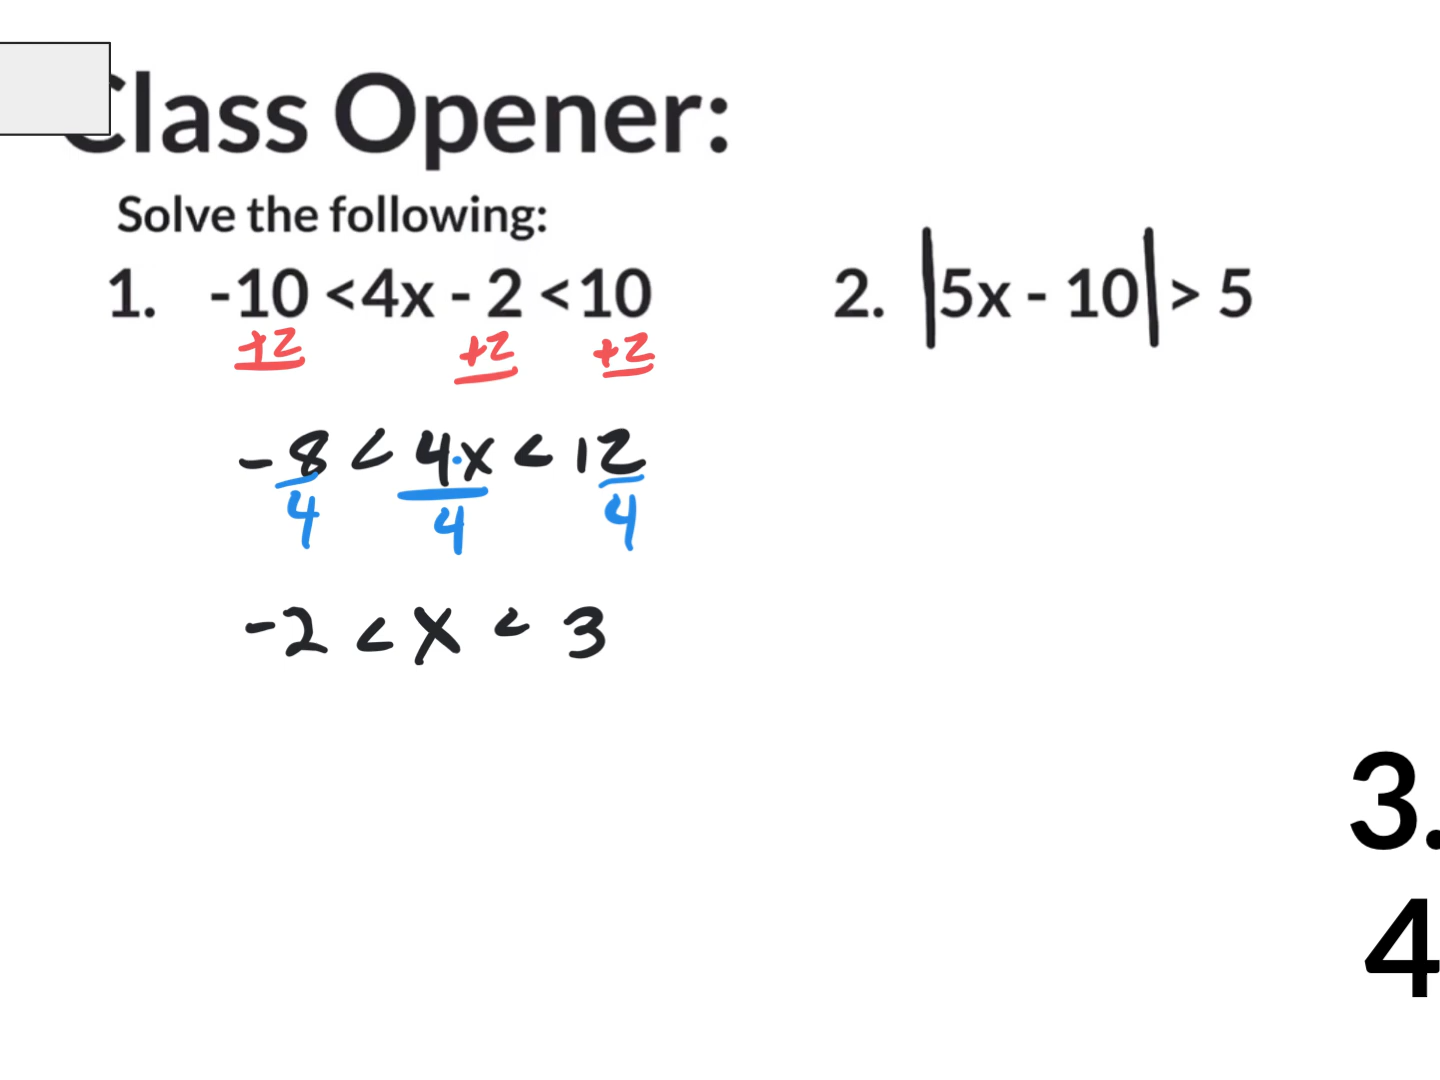 Class Opener:
Solve the following:
1. -10 < 4x - 2 < 10
+2 +2 +2
-8 < 4·x < 12
4 4 4
-2 < x < 3
2. |5x - 10| > 5
3.
4